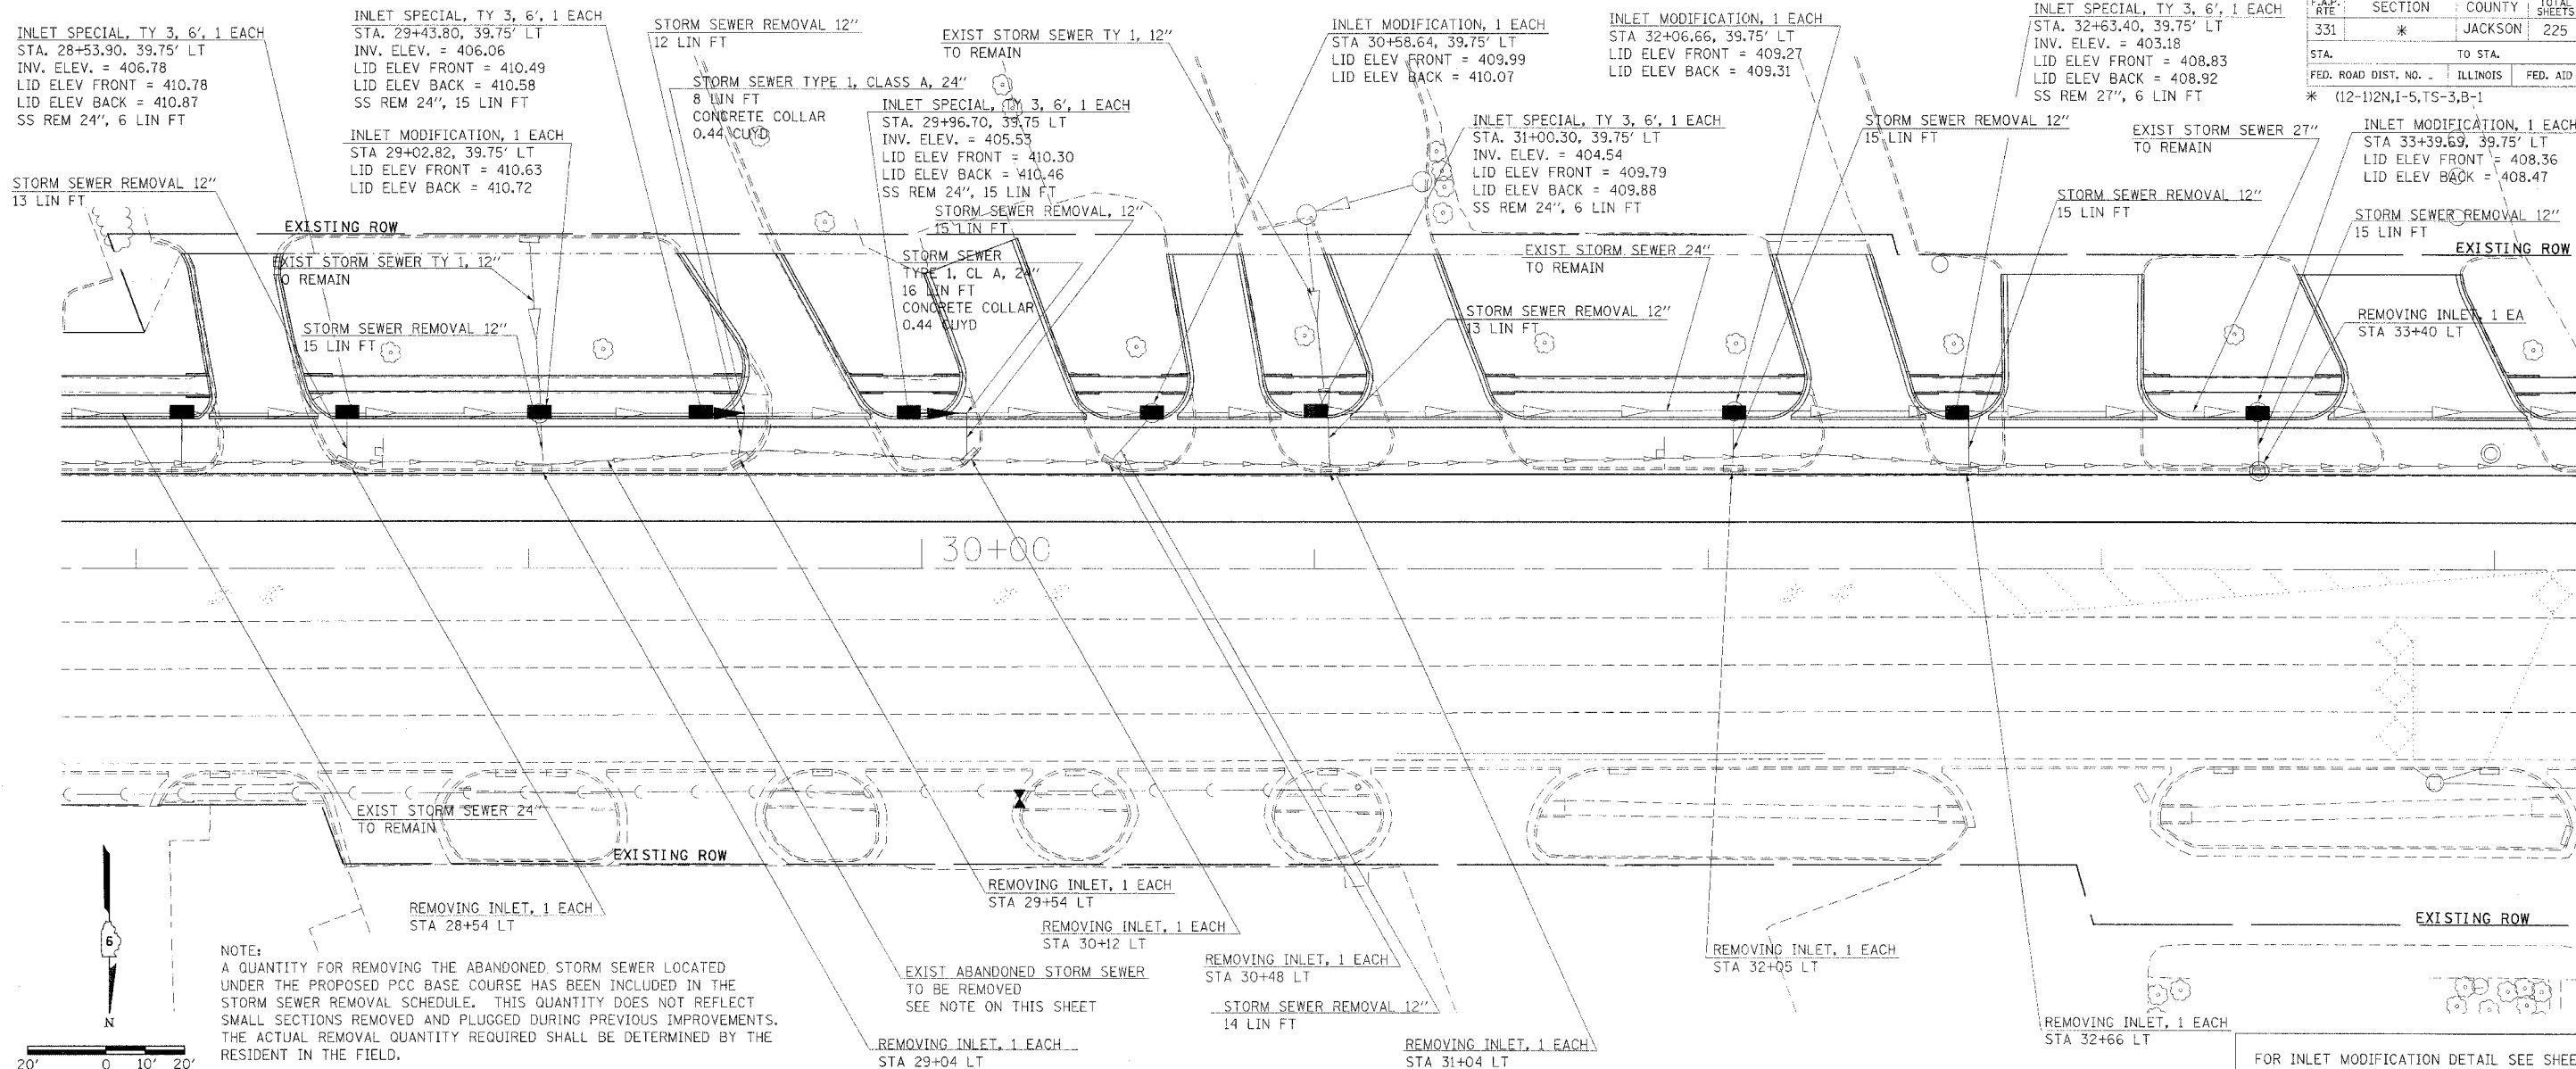 INLET SPECIAL, TY 3, 6', 1 EACH
STA. 28+53.90, 39.75' LT
INV. ELEV. = 406.78
LID ELEV FRONT = 410.78
LID ELEV BACK = 410.87
SS REM 24", 6 LIN FT
INLET SPECIAL, TY 3, 6', 1 EACH
STA. 29+43.80, 39.75' LT
INV. ELEV. = 406.06
LID ELEV FRONT = 410.49
LID ELEV BACK = 410.58
SS REM 24", 15 LIN FT
INLET MODIFICATION, 1 EACH
STA 29+02.82, 39.75' LT
LID ELEV FRONT = 410.63
LID ELEV BACK = 410.72
STORM SEWER REMOVAL 12"
12 LIN FT
STORM SEWER TYPE 1, CLASS A, 24"
8 LIN FT
CONCRETE COLLAR
0.44 CUYD
EXIST STORM SEWER TY 1, 12"
TO REMAIN
INLET SPECIAL, TY 3, 6', 1 EACH
STA. 29+96.70, 39.75 LT
INV. ELEV. = 405.53
LID ELEV FRONT = 410.30
LID ELEV BACK = 410.46
SS REM 24", 15 LIN FT
STORM SEWER REMOVAL, 12"
15 LIN FT
STORM SEWER
TYPE 1, CL A, 24"
16 LIN FT
CONCRETE COLLAR
0.44 CUYD
INLET MODIFICATION, 1 EACH
STA 30+58.64, 39.75' LT
LID ELEV FRONT = 409.99
LID ELEV BACK = 410.07
INLET SPECIAL, TY 3, 6', 1 EACH
STA. 31+00.30, 39.75' LT
INV. ELEV. = 404.54
LID ELEV FRONT = 409.79
LID ELEV BACK = 409.88
SS REM 24", 6 LIN FT
INLET MODIFICATION, 1 EACH
STA 32+06.66, 39.75' LT
LID ELEV FRONT = 409.27
LID ELEV BACK = 409.31
STORM SEWER REMOVAL 12"
15 LIN FT
INLET SPECIAL, TY 3, 6', 1 EACH
STA. 32+63.40, 39.75' LT
INV. ELEV. = 403.18
LID ELEV FRONT = 408.83
LID ELEV BACK = 408.92
SS REM 27", 6 LIN FT
F.A.P. RTE SECTION COUNTY TOTAL SHEETS
331 * JACKSON 225
STA. TO STA.
FED. ROAD DIST. NO. _ ILLINOIS FED. AID
* (12-1)2N,I-5,TS-3,B-1
EXIST STORM SEWER 27"
TO REMAIN
INLET MODIFICATION, 1 EACH
STA 33+39.69, 39.75' LT
LID ELEV FRONT = 408.36
LID ELEV BACK = 408.47
STORM SEWER REMOVAL 12"
13 LIN FT
EXISTING ROW
EXIST STORM SEWER TY 1, 12"
TO REMAIN
STORM SEWER REMOVAL 12"
15 LIN FT
EXIST STORM SEWER 24"
TO REMAIN
STORM SEWER REMOVAL 12"
13 LIN FT
STORM SEWER REMOVAL 12"
15 LIN FT
STORM SEWER REMOVAL 12"
15 LIN FT
EXISTING ROW
REMOVING INLET, 1 EA
STA 33+40 LT
30+00
EXIST STORM SEWER 24"
TO REMAIN
EXISTING ROW
REMOVING INLET, 1 EACH
STA 28+54 LT
REMOVING INLET, 1 EACH
STA 29+54 LT
REMOVING INLET, 1 EACH
STA 30+12 LT
EXIST ABANDONED STORM SEWER
TO BE REMOVED
SEE NOTE ON THIS SHEET
REMOVING INLET, 1 EACH
STA 29+04 LT
REMOVING INLET, 1 EACH
STA 30+48 LT
STORM SEWER REMOVAL 12"
14 LIN FT
REMOVING INLET, 1 EACH
STA 31+04 LT
REMOVING INLET, 1 EACH
STA 32+05 LT
REMOVING INLET, 1 EACH
STA 32+66 LT
EXISTING ROW
6
N
20' 0 10' 20'
NOTE:
A QUANTITY FOR REMOVING THE ABANDONED STORM SEWER LOCATED
UNDER THE PROPOSED PCC BASE COURSE HAS BEEN INCLUDED IN THE
STORM SEWER REMOVAL SCHEDULE. THIS QUANTITY DOES NOT REFLECT
SMALL SECTIONS REMOVED AND PLUGGED DURING PREVIOUS IMPROVEMENTS.
THE ACTUAL REMOVAL QUANTITY REQUIRED SHALL BE DETERMINED BY THE
RESIDENT IN THE FIELD.
FOR INLET MODIFICATION DETAIL SEE SHEE